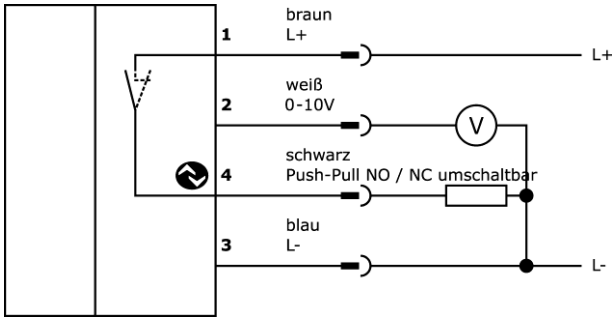 braun
1 L+
L+
weiß
2 0-10V
V
schwarz
4 Push-Pull NO / NC umschaltbar
blau
3 L-
L-